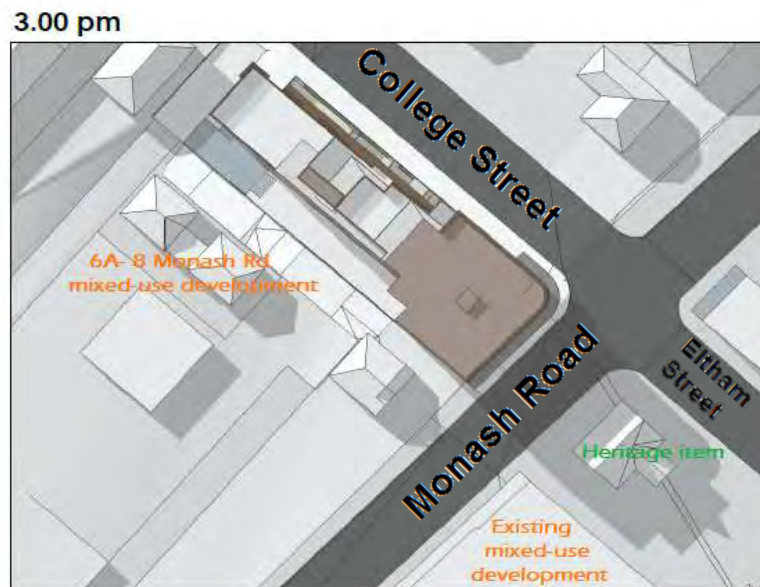 3.00 pm
College Street
6A- 8 Monash Rd
mixed-use development
Monash Road
Eltham
Street
Heritage item
Existing
mixed-use
development